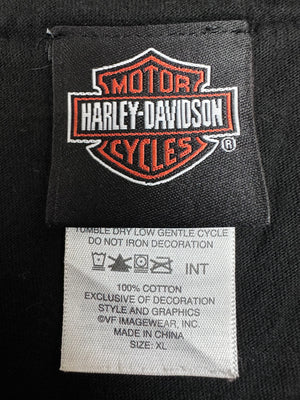 MOTOR
HARLEY-DAVIDSON
CYCLES
®
TUMBLE DRY LOW GENTLE CYCLE
DO NOT IRON DECORATION
INT
100% COTTON
EXCLUSIVE OF DECORATION
STYLE AND GRAPHICS
©VF IMAGEWEAR, INC
MADE IN CHINA
SIZE: XL